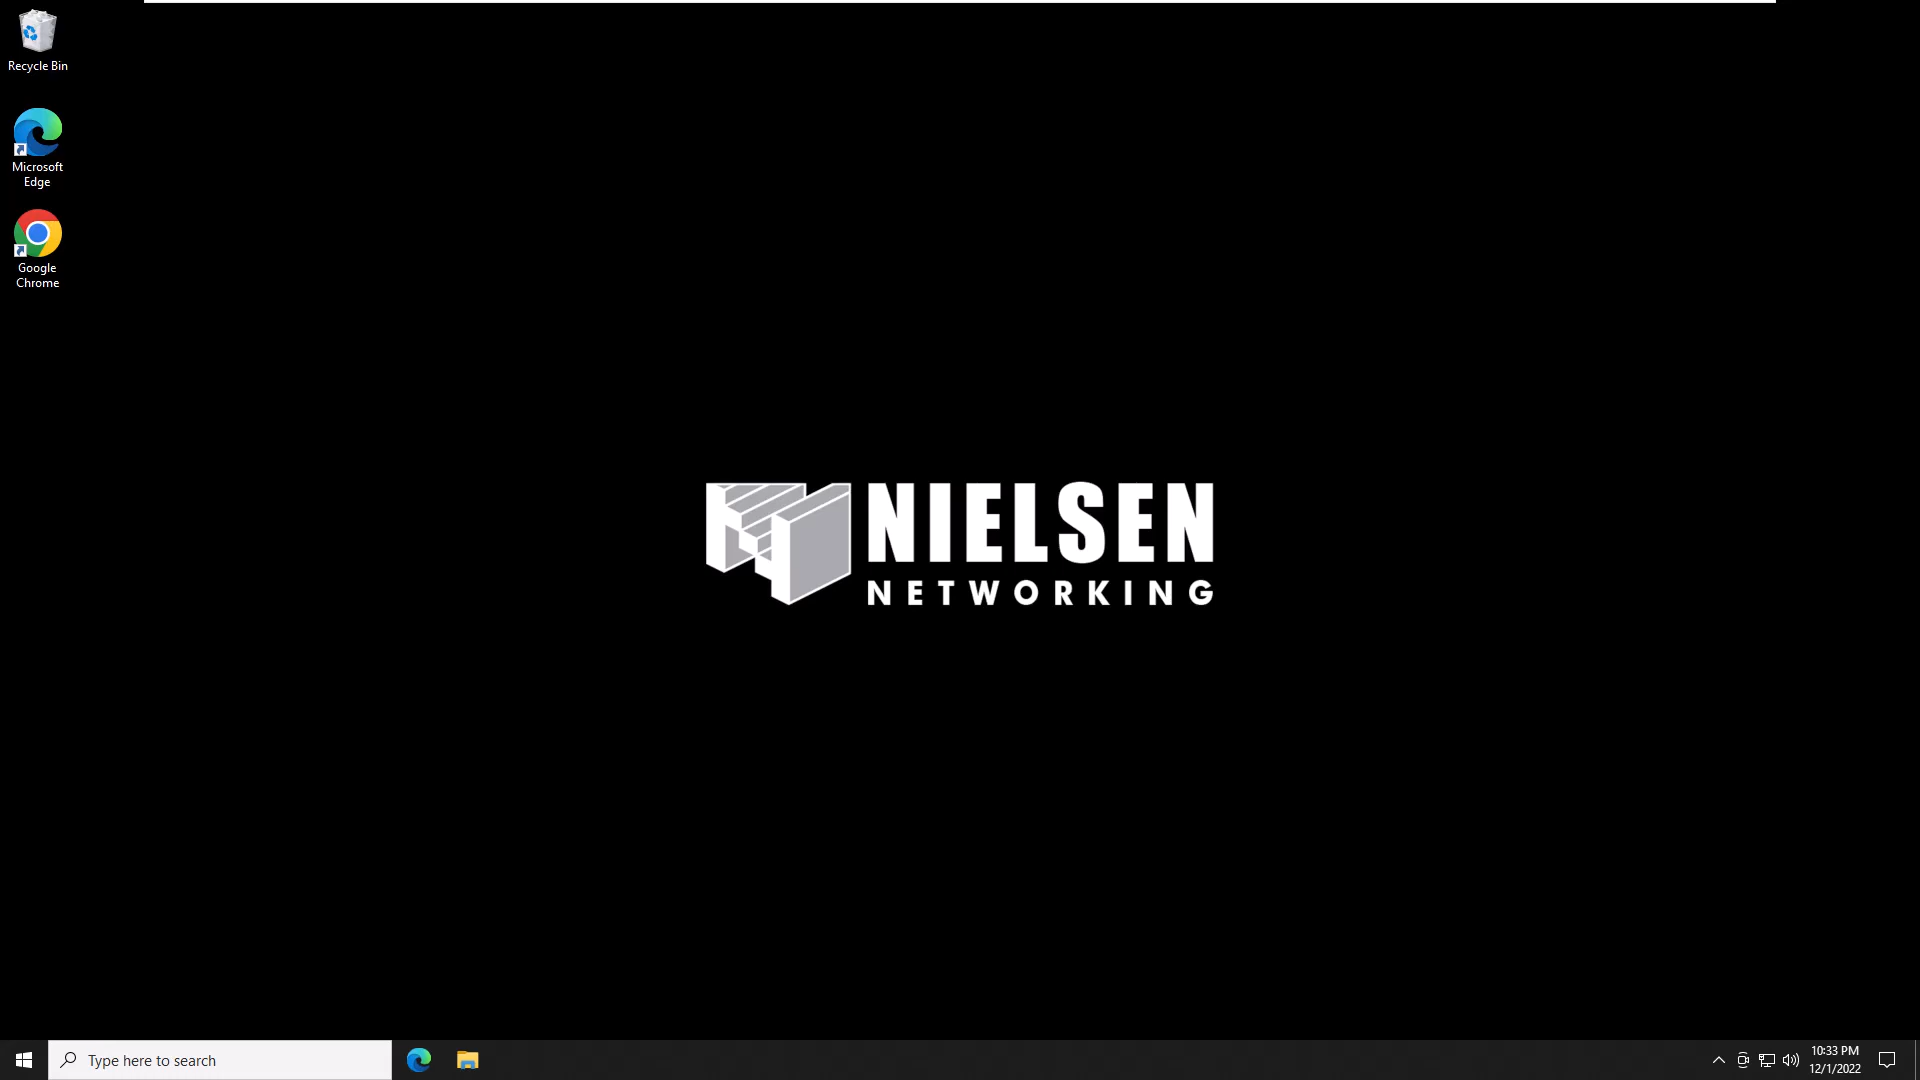 Recycle Bin
Microsoft
Edge
Google
Chrome
NIELSEN
NETWORKING
Type here to search
10:33 PM
12/1/2022